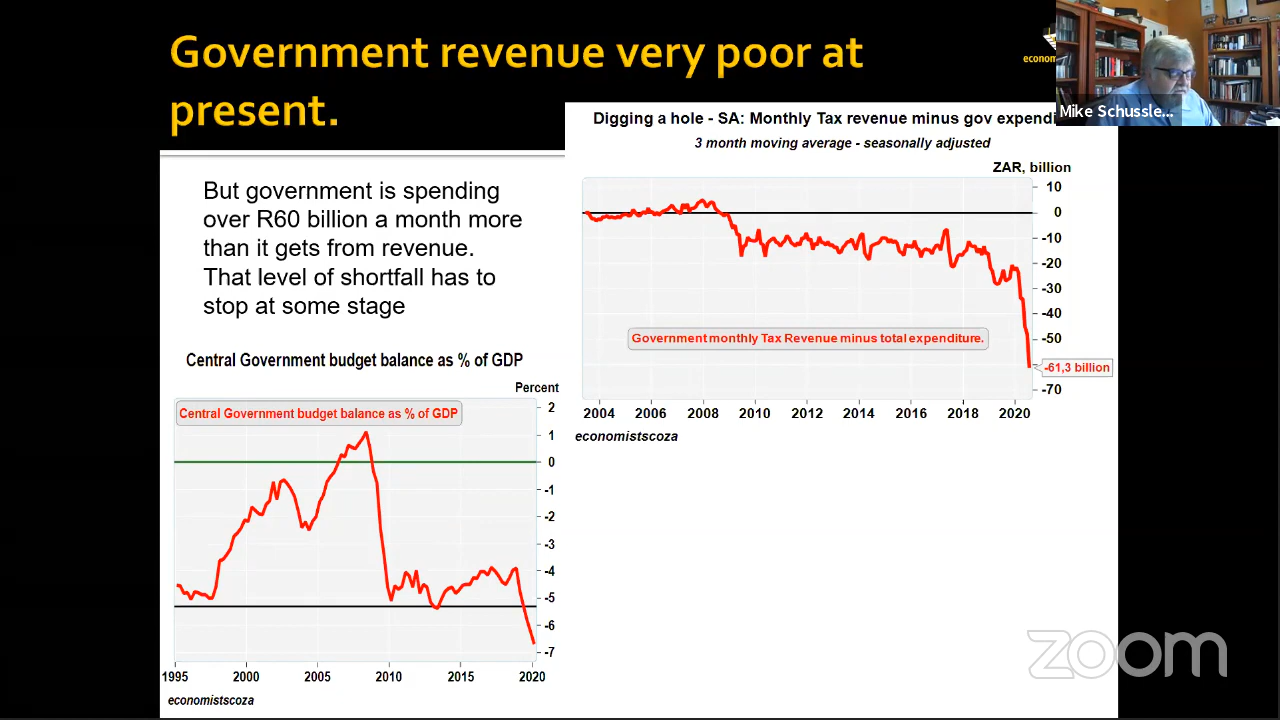 Government revenue very poor at
present.
econom
Mike Schussle...
But government is spending
over R60 billion a month more
than it gets from revenue.
That level of shortfall has to
stop at some stage
Central Government budget balance as % of GDP
Percent
Central Government budget balance as % of GDP
2
1
0
-1
-2
-3
-4
-5
-6
-7
1995 2000 2005 2010 2015 2020
economistscoza
Digging a hole - SA: Monthly Tax revenue minus gov expendi
3 month moving average - seasonally adjusted
ZAR, billion
10
0
-10
-20
-30
-40
-50
Government monthly Tax Revenue minus total expenditure.
-61,3 billion
-70
2004 2006 2008 2010 2012 2014 2016 2018 2020
economistscoza
zoom